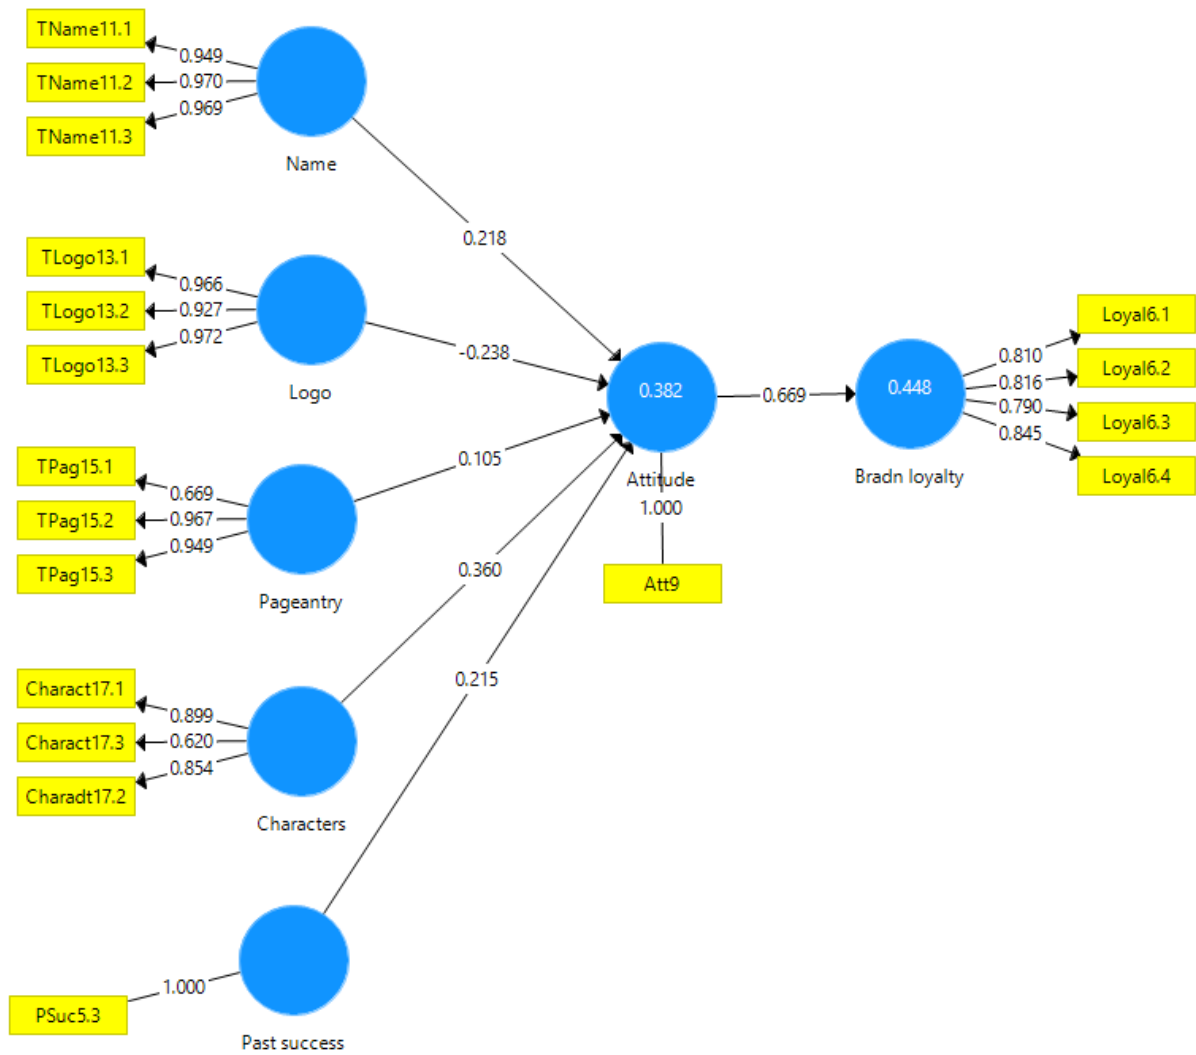 TName11.1
0.949
TName11.2
0.970
0.969
TName11.3
Name
0.218
TLogo13.1
0.966
TLogo13.2
0.927
0.972
TLogo13.3
Logo
-0.238
TPag15.1
0.669
TPag15.2
0.967
0.949
TPag15.3
Pageantry
0.105
Charact17.1
0.899
Charact17.3
0.620
0.854
Charadt17.2
Characters
0.360
PSuc5.3
1.000
Past success
0.215
0.382
Attitude
1.000
Att9
0.669
0.448
Bradn loyalty
Loyal6.1
0.810
Loyal6.2
0.816
0.790
Loyal6.3
0.845
Loyal6.4